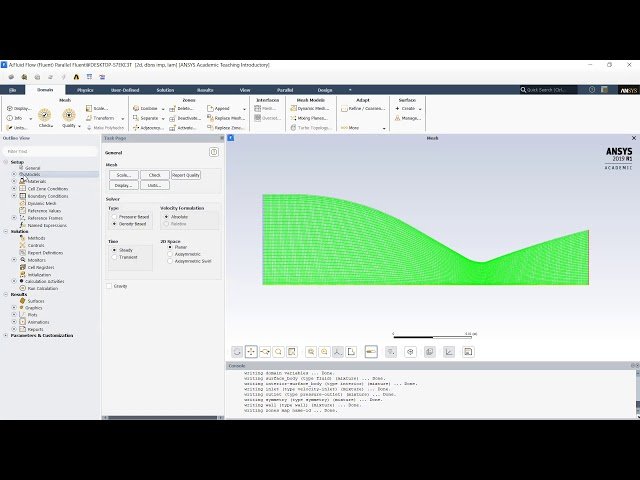 A:Fluid Flow (Fluent) Parallel Fluent@DESKTOP-S7EKC3T [2d, dbns imp, lam] [ANSYS Academic Teaching Introductory]
File Domain Physics User-Defined Solution Results View Parallel Design Quick Search (Ctrl... ANSYS
Mesh Zones Interfaces Mesh Models Adapt Surface
Display... Scale... Combine Delete... Append Mesh... Dynamic Mesh... Refine / Coarsen... Create
Info Transform Separate Deactivate... Replace Mesh... Overset... Mixing Planes... Manage...
Units... Check Quality Make Polyhedra Adjacency... Activate... Replace Zone... Turbo Topology... More
Outline View
Filter Text
Setup
General
Models
Materials
Cell Zone Conditions
Boundary Conditions
Dynamic Mesh
Reference Values
Reference Frames
Named Expressions
Solution
Methods
Controls
Report Definitions
Monitors
Cell Registers
Initialization
Calculation Activities
Run Calculation
Results
Surfaces
Graphics
Plots
Animations
Reports
Parameters & Customization
Task Page
General
Mesh
Scale... Check Report Quality
Display... Units...
Solver
Type Velocity Formulation
Pressure-Based Absolute
Density-Based Relative
Time 2D Space
Steady Planar
Transient Axisymmetric
Axisymmetric Swirl
Gravity
Mesh
ANSYS
2019 R1
ACADEMIC
0
Console
writing domain variables ... Done.
writing surface_body (type fluid) (mixture) ... Done.
writing interior-surface_body (type interior) (mixture) ... Done.
writing inlet (type velocity-inlet) (mixture) ... Done.
writing outlet (type pressure-outlet) (mixture) ... Done.
writing symmetry (type symmetry) (mixture) ... Done.
writing wall (type wall) (mixture) ... Done.
writing zones map name-id ... Done.